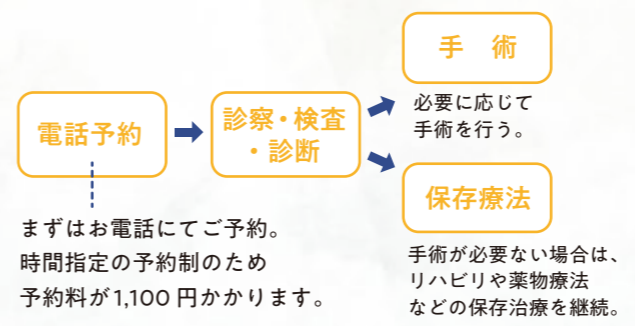 電話予約
まずはお電話にてご予約。
時間指定の予約制のため
予約料が1,100円かかります。
診察・検査
・診断
手 術
必要に応じて
手術を行う。
保存療法
手術が必要ない場合は、
リハビリや薬物療法
などの保存治療を継続。